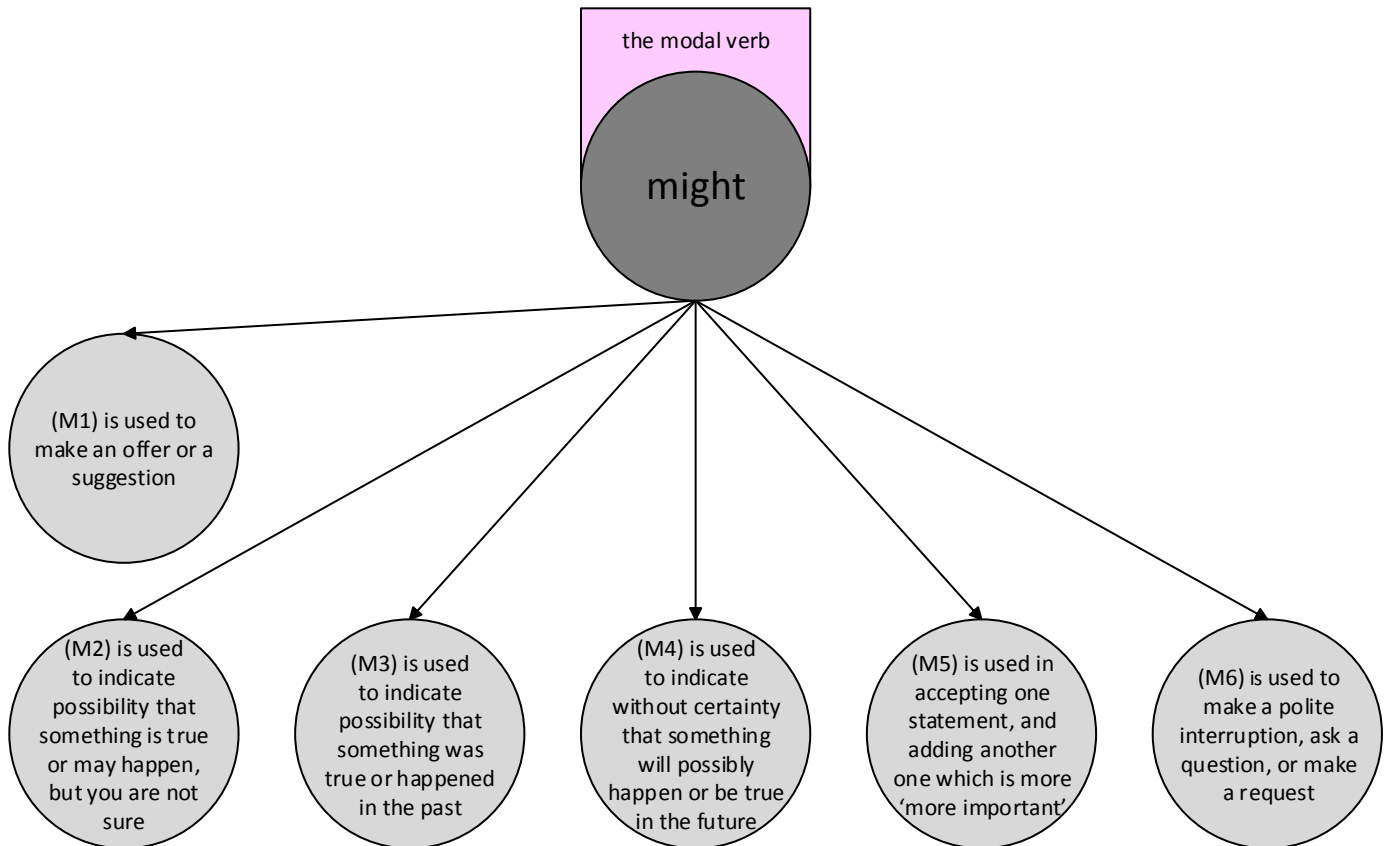 the modal verb
might
(M1) is used to
make an offer or a
suggestion
(M2) is used
to indicate
possibility that
something is true
or may happen,
but you are not
sure
(M3) is used
to indicate
possibility that
something was
true or happened
in the past
(M4) is used
to indicate
without certainty
that something
will possibly
happen or be true
in the future
(M5) is used in
accepting one
statement, and
adding another
one which is more
‘more important’
(M6) is used to
make a polite
interruption, ask a
question, or make
a request